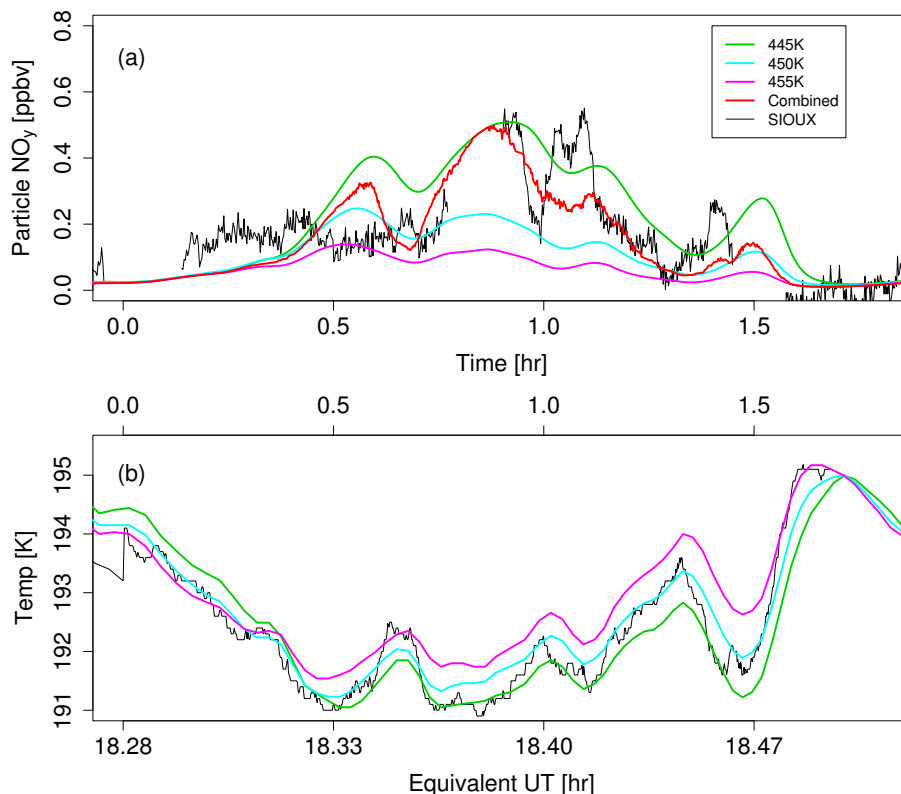 (a)
Particle NOy [ppbv]
0.8
0.6
0.4
0.2
0.0
445K
450K
455K
Combined
SIOUX
0.0 0.5 1.0 1.5
Time [hr]
0.0 0.5 1.0 1.5
(b)
Temp [K]
195
194
193
192
191
18.28 18.33 18.40 18.47
Equivalent UT [hr]